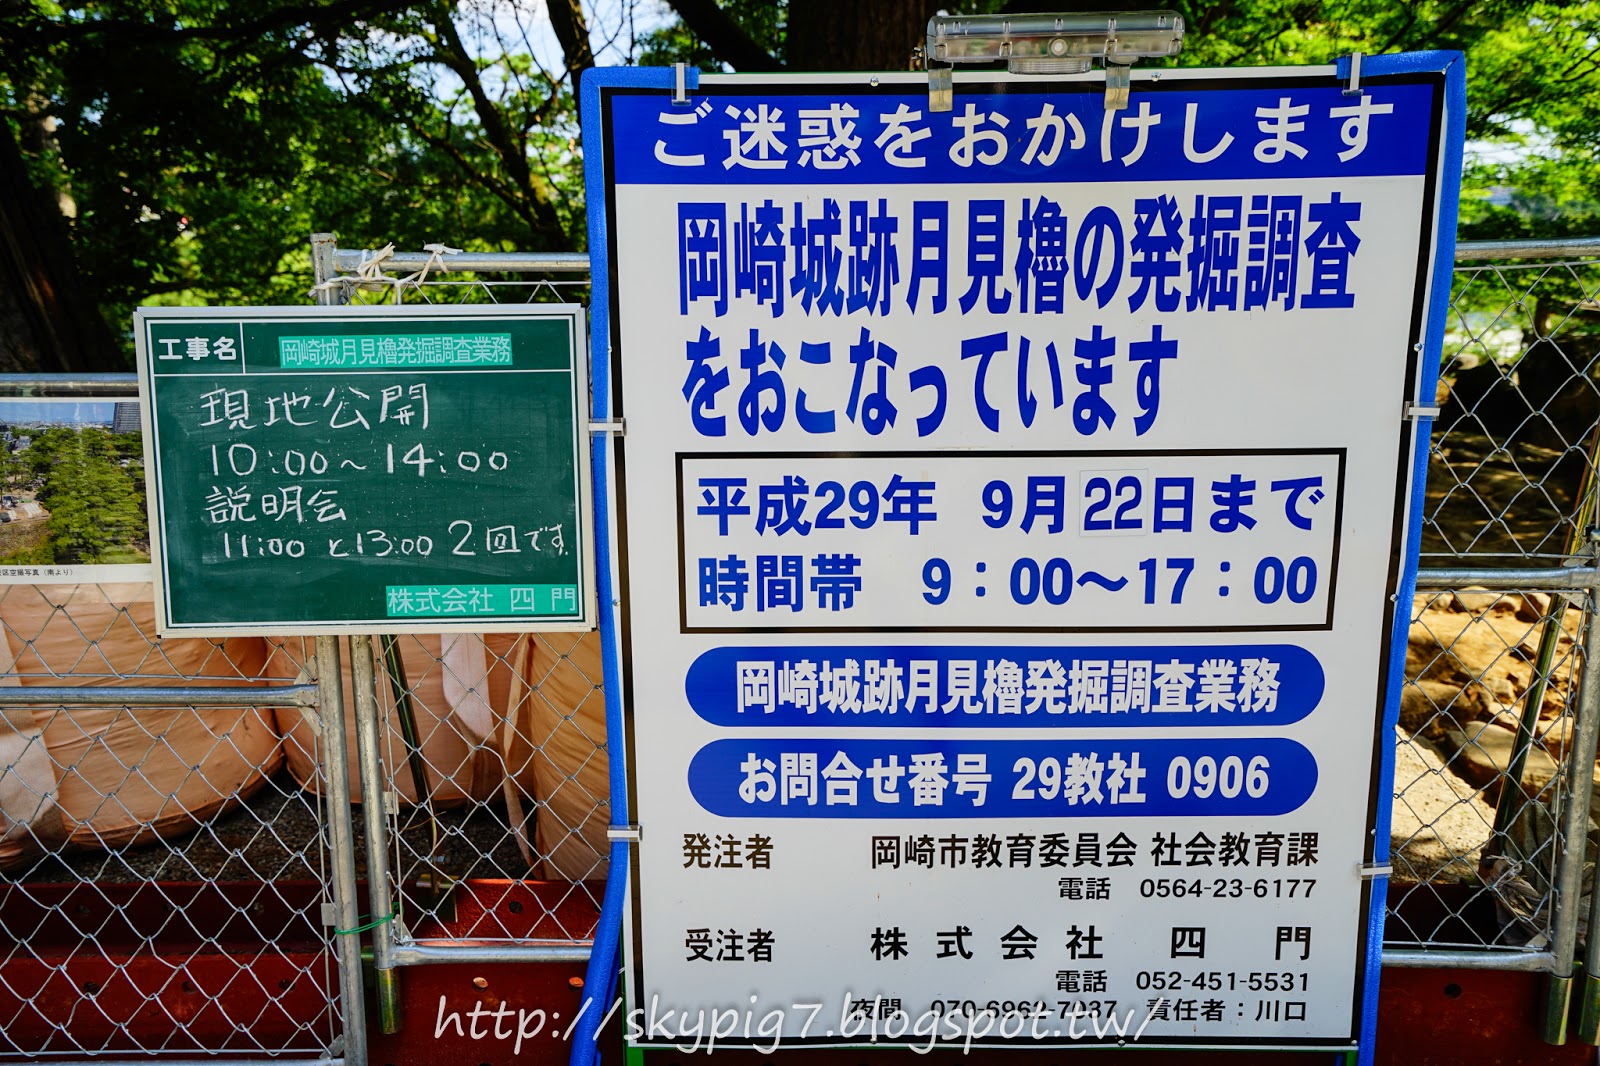 工事名 岡崎城月見櫓発掘調査業務
現地公開
10:00～14:00
説明会
11:00 と13:00 2回です
株式会社 四 門
ご迷惑をおかけします
岡崎城跡月見櫓の発掘調査
をおこなっています
平成29年 9月22日まで
時間帯 9：00～17：00
岡崎城跡月見櫓発掘調査業務
お問合せ番号 29教社 0906
発注者 岡崎市教育委員会 社会教育課
電話 0564-23-6177
受注者 株式会社 四 門
電話 052-451-5531
夜間 070-6962-7037 責任者：川口
http://skypig7.blogspot.tw/